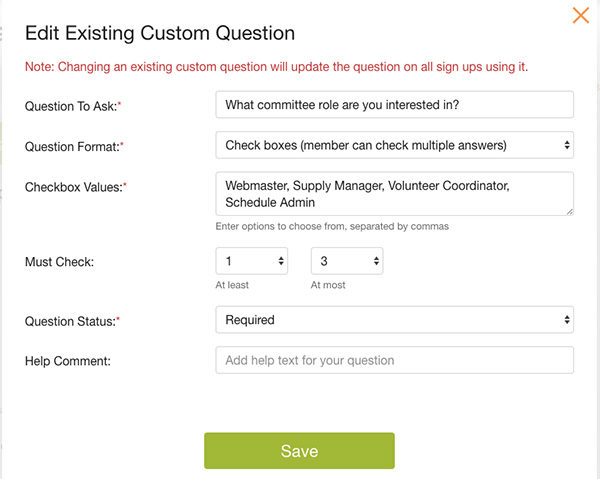 Edit Existing Custom Question
Note: Changing an existing custom question will update the question on all sign ups using it.
Question To Ask:*
What committee role are you interested in?
Question Format:*
Check boxes (member can check multiple answers)
Checkbox Values:*
Webmaster, Supply Manager, Volunteer Coordinator,
Schedule Admin
Enter options to choose from, separated by commas
Must Check:
1
3
At least
At most
Question Status:*
Required
Help Comment:
Add help text for your question
Save